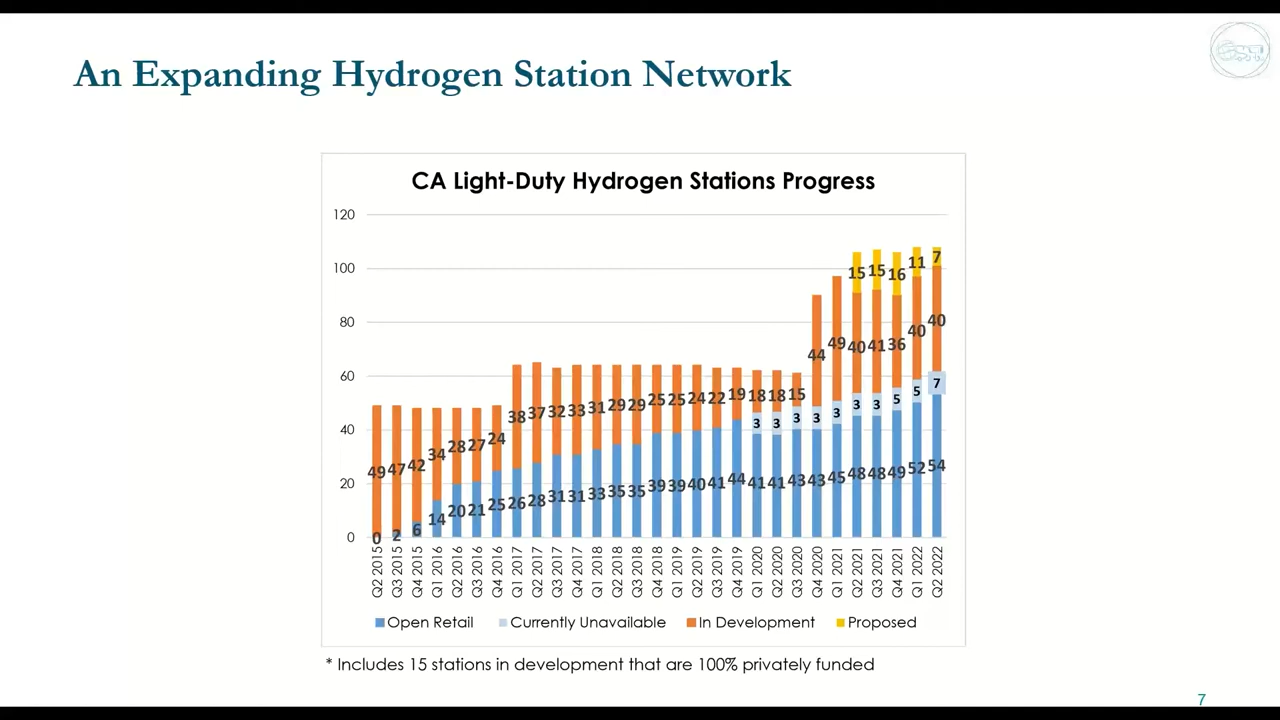 An Expanding Hydrogen Station Network
CA Light-Duty Hydrogen Stations Progress
120
100
80
60
40
20
0
15 15 16 11 7
49 47 42 34 28 27 24 38 37 32 33 31 29 29 25 25 24 22 19 18 18 15 44 49 40 41 36 40 40
3 3 3 3 3 3 3 5 5 7
0 2 6 14 20 21 25 26 28 31 31 33 35 35 39 39 40 41 44 41 41 43 43 45 48 48 49 52 54
Q2 2015
Q3 2015
Q4 2015
Q1 2016
Q2 2016
Q3 2016
Q4 2016
Q1 2017
Q2 2017
Q3 2017
Q4 2017
Q1 2018
Q2 2018
Q3 2018
Q4 2018
Q1 2019
Q2 2019
Q3 2019
Q4 2019
Q1 2020
Q2 2020
Q3 2020
Q4 2020
Q1 2021
Q2 2021
Q3 2021
Q4 2021
Q1 2022
Q2 2022
Open Retail Currently Unavailable In Development Proposed
* Includes 15 stations in development that are 100% privately funded
7